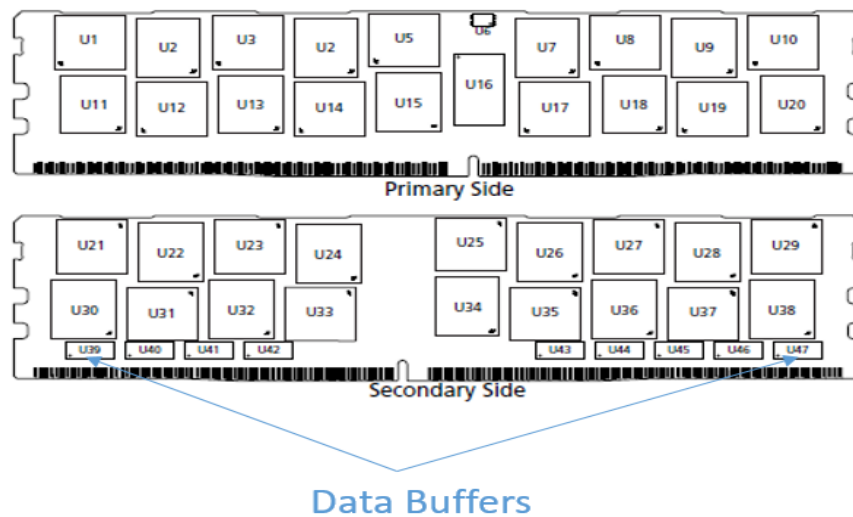 U1 U2 U3 U2 U5 U6 U7 U8 U9 U10
U11 U12 U13 U14 U15 U16 U17 U18 U19 U20
Primary Side
U21 U22 U23 U24 U25 U26 U27 U28 U29
U30 U31 U32 U33 U34 U35 U36 U37 U38
U39 U40 U41 U42 U43 U44 U45 U46 U47
Secondary Side
Data Buffers